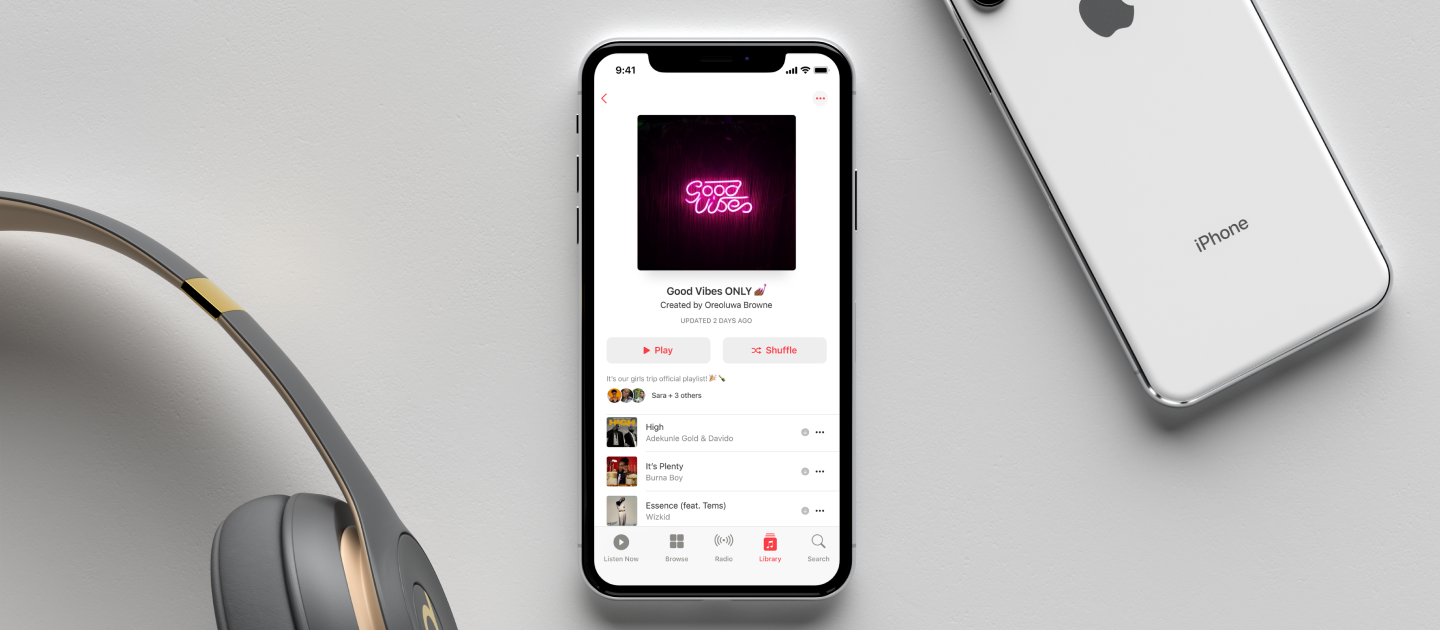 9:41
Good
Vibes
Good Vibes ONLY 💅🏾
Created by Oreoluwa Browne
UPDATED 2 DAYS AGO
Play
Shuffle
It's our girls trip official playlist! 🎉🍾
Sara + 3 others
HIGH
High
Adekunle Gold & Davido
It's Plenty
Burna Boy
Essence (feat. Tems)
Wizkid
Listen Now
Browse
Radio
Library
Search
iPhone